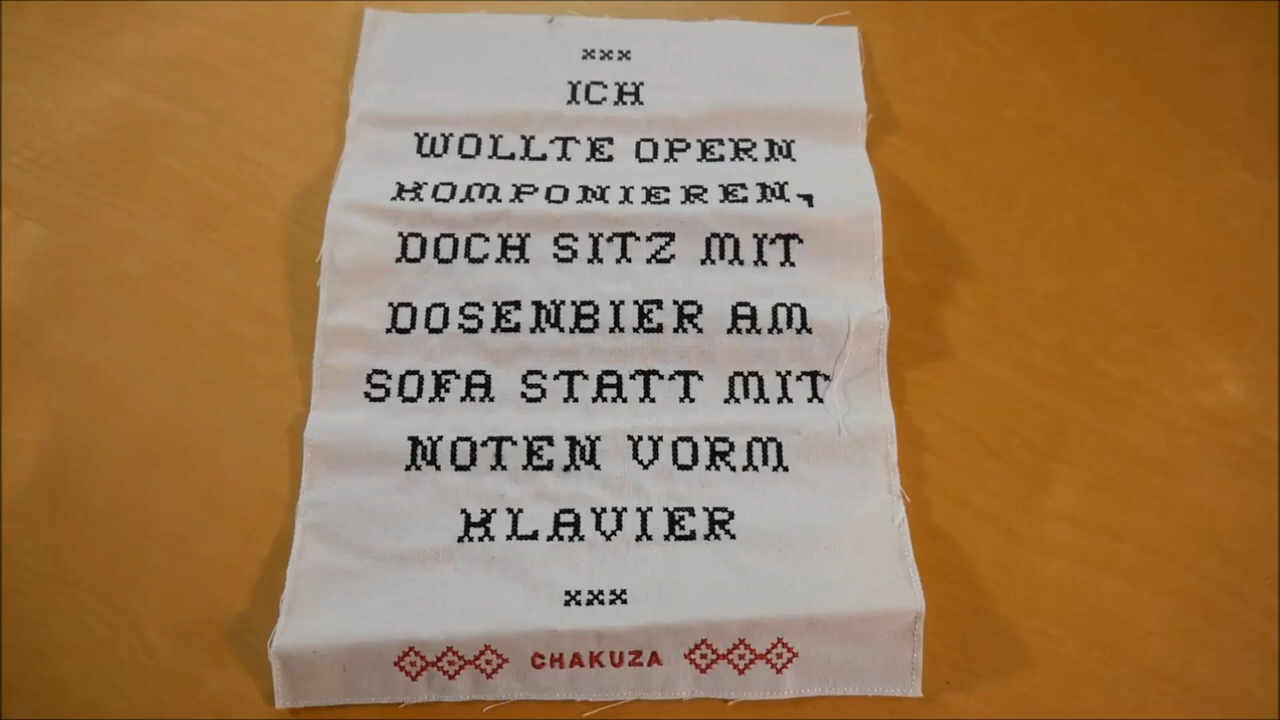 xxx
ICH
WOLLTE OPERN
KOMPONIEREN,
DOCH SITZ MIT
DOSENBIER AM
SOFA STATT MIT
NOTEN VORM
KLAVIER
xxx
CHAKUZA